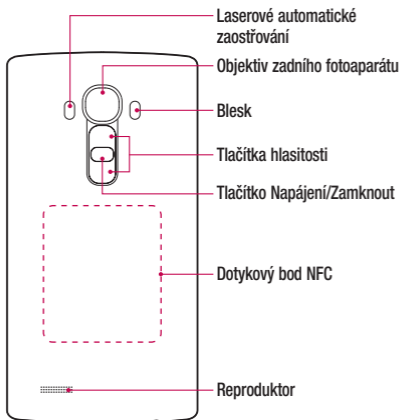 Laserové automatické
zaostřování
Objektiv zadního fotoaparátu
Blesk
Tlačítka hlasitosti
Tlačítko Napájení/Zamknout
Dotykový bod NFC
Reproduktor